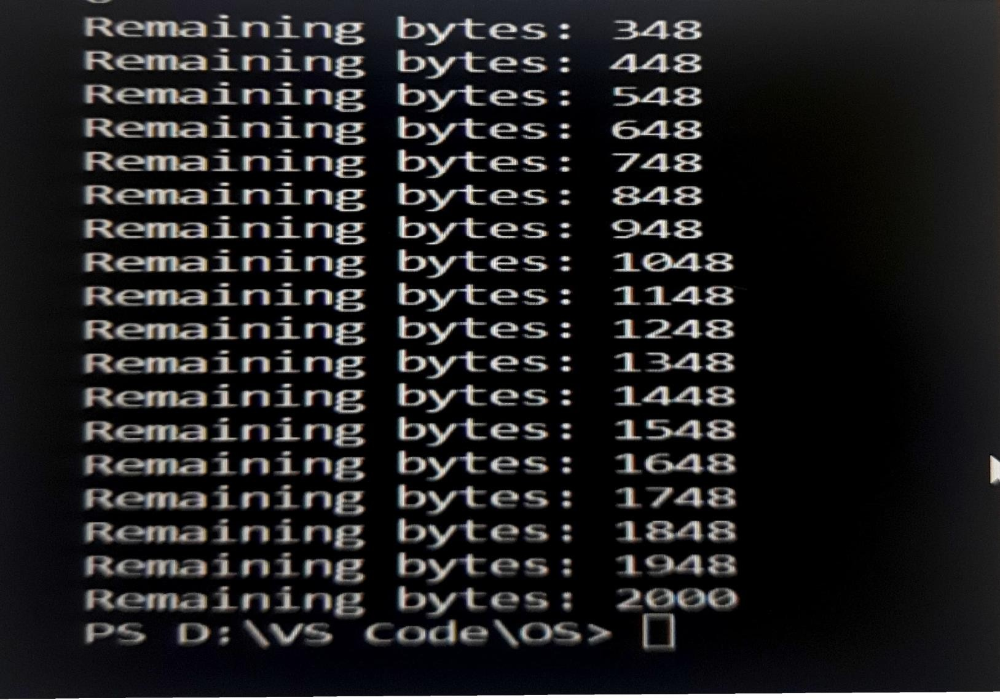 Remaining bytes: 348
Remaining bytes: 448
Remaining bytes: 548
Remaining bytes: 648
Remaining bytes: 748
Remaining bytes: 848
Remaining bytes: 948
Remaining bytes: 1048
Remaining bytes: 1148
Remaining bytes: 1248
Remaining bytes: 1348
Remaining bytes: 1448
Remaining bytes: 1548
Remaining bytes: 1648
Remaining bytes: 1748
Remaining bytes: 1848
Remaining bytes: 1948
Remaining bytes: 2000
PS D:\VS Code\OS>